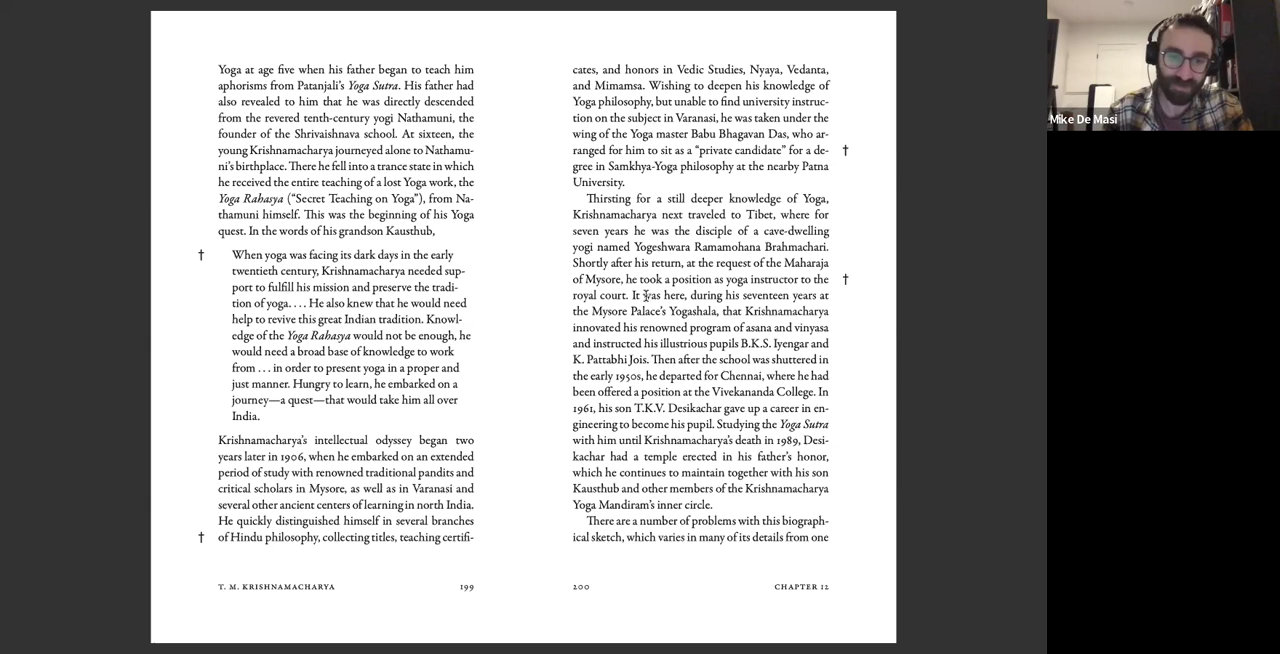 Yoga at age five when his father began to teach him
aphorisms from Patanjali's Yoga Sutra. His father had
also revealed to him that he was directly descended
from the revered tenth-century yogi Nathamuni, the
founder of the Shrivaishnava school. At sixteen, the
young Krishnamacharya journeyed alone to Nathamu-
ni's birthplace. There he fell into a trance state in which
he received the entire teaching of a lost Yoga work, the
Yoga Rahasya ("Secret Teaching on Yoga"), from Na-
thamuni himself. This was the beginning of his Yoga
quest. In the words of his grandson Kausthub,
† When yoga was facing its dark days in the early
twentieth century, Krishnamacharya needed sup-
port to fulfill his mission and preserve the tradi-
tion of yoga. . . . He also knew that he would need
help to revive this great Indian tradition. Knowl-
edge of the Yoga Rahasya would not be enough, he
would need a broad base of knowledge to work
from . . . in order to present yoga in a proper and
just manner. Hungry to learn, he embarked on a
journey—a quest—that would take him all over
India.
Krishnamacharya's intellectual odyssey began two
years later in 1906, when he embarked on an extended
period of study with renowned traditional pandits and
critical scholars in Mysore, as well as in Varanasi and
several other ancient centers of learning in north India.
He quickly distinguished himself in several branches
† of Hindu philosophy, collecting titles, teaching certifi-
T. M. KRISHNAMACHARYA 199
cates, and honors in Vedic Studies, Nyaya, Vedanta,
and Mimamsa. Wishing to deepen his knowledge of
Yoga philosophy, but unable to find university instruc-
tion on the subject in Varanasi, he was taken under the
wing of the Yoga master Babu Bhagavan Das, who ar-
ranged for him to sit as a "private candidate" for a de- †
gree in Samkhya-Yoga philosophy at the nearby Patna
University.
Thirsting for a still deeper knowledge of Yoga,
Krishnamacharya next traveled to Tibet, where for
seven years he was the disciple of a cave-dwelling
yogi named Yogeshwara Ramamohana Brahmachari.
Shortly after his return, at the request of the Maharaja
of Mysore, he took a position as yoga instructor to the †
royal court. It was here, during his seventeen years at
the Mysore Palace's Yogashala, that Krishnamacharya
innovated his renowned program of asana and vinyasa
and instructed his illustrious pupils B.K.S. Iyengar and
K. Pattabhi Jois. Then after the school was shuttered in
the early 1950s, he departed for Chennai, where he had
been offered a position at the Vivekananda College. In
1961, his son T.K.V. Desikachar gave up a career in en-
gineering to become his pupil. Studying the Yoga Sutra
with him until Krishnamacharya's death in 1989, Desi-
kachar had a temple erected in his father's honor,
which he continues to maintain together with his son
Kausthub and other members of the Krishnamacharya
Yoga Mandiram's inner circle.
There are a number of problems with this biograph-
ical sketch, which varies in many of its details from one
200 CHAPTER 12
Mike De Masi